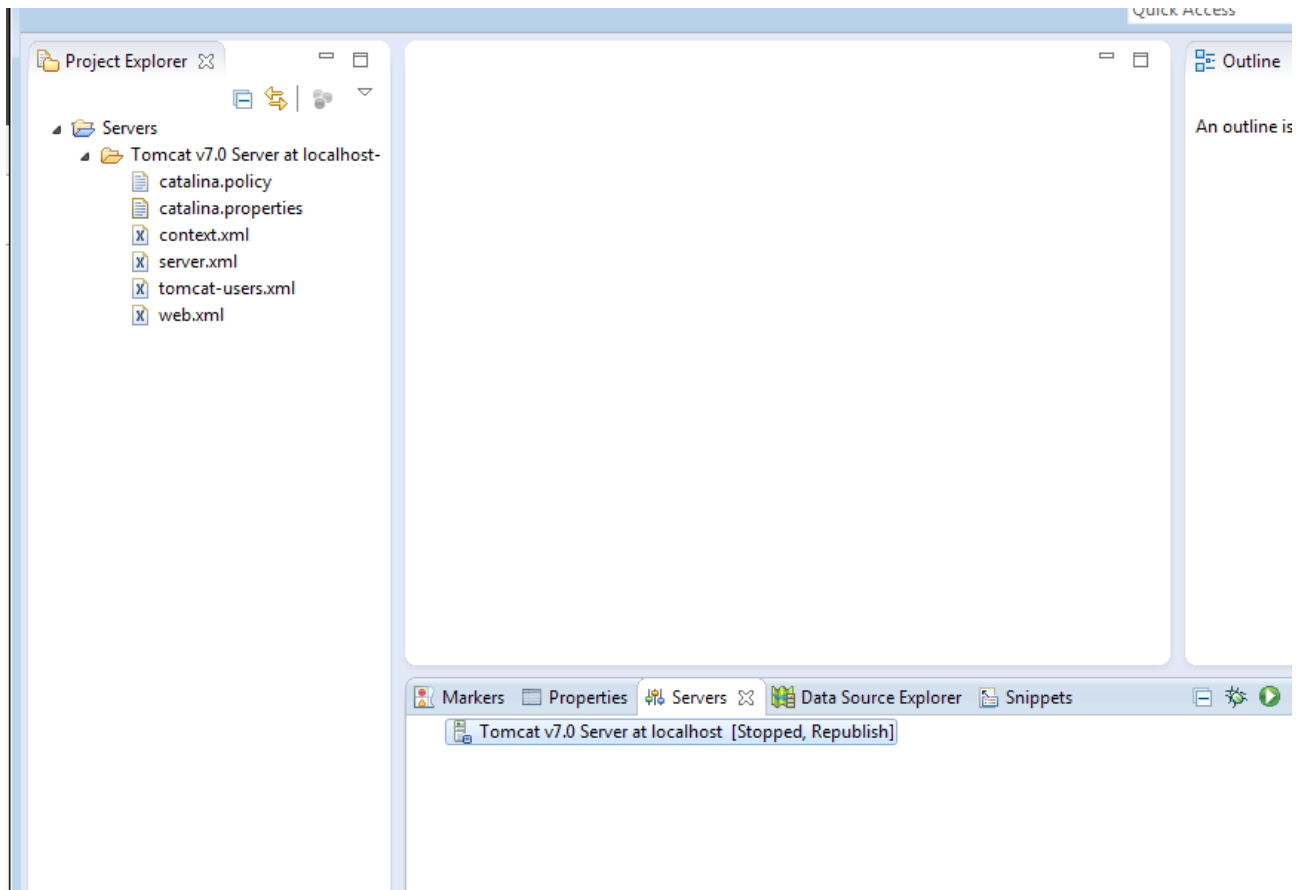 Quick Access
Project Explorer
Outline
Servers
An outline is
Tomcat v7.0 Server at localhost-
catalina.policy
catalina.properties
context.xml
server.xml
tomcat-users.xml
web.xml
Markers Properties Servers Data Source Explorer Snippets
Tomcat v7.0 Server at localhost [Stopped, Republish]